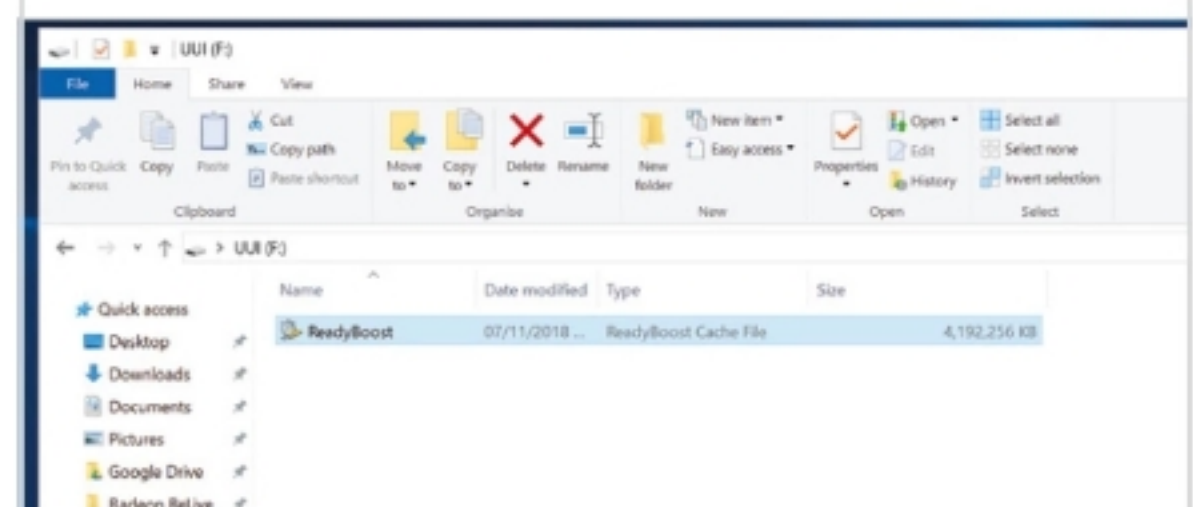 UUI (F:)
File Home Share View
Pin to Quick access
Copy
Paste
Cut
Copy path
Paste shortcut
Clipboard
Move to
Copy to
Delete
Rename
Organise
New folder
New item
Easy access
New
Properties
Open
Edit
History
Open
Select all
Select none
Invert selection
Select
> UUI (F:)
Name Date modified Type Size
ReadyBoost 07/11/2018 ... ReadyBoost Cache File 4,192,256 KB
Quick access
Desktop
Downloads
Documents
Pictures
Google Drive
Radeon ReLive